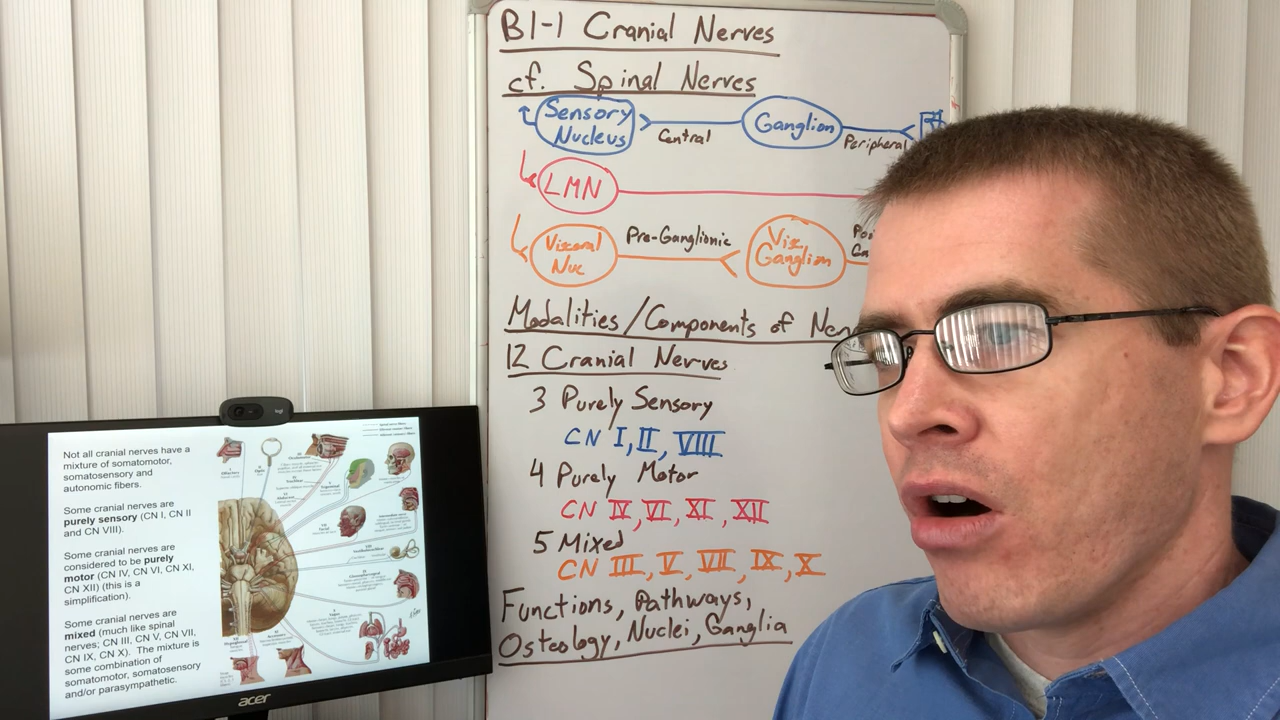 B1-1 Cranial Nerves
cf. Spinal Nerves
Sensory Nucleus
Central
Ganglion
Peripheral
LMN
Visceral Nuc
Pre-Ganglionic
Visc Ganglion
Modalities/Components of
12 Cranial Nerves
3 Purely Sensory
CN I, II, VIII
4 Purely Motor
CN IV, VI, XI, XII
5 Mixed
CN III, V, VII, IX, X
Functions, Pathways,
Osteology, Nuclei, Ganglia
Not all cranial nerves have a
mixture of somatomotor,
somatosensory and
autonomic fibers.
Some cranial nerves are
purely sensory (CN I, CN II
and CN VIII).
Some cranial nerves are
considered to be purely
motor (CN IV, CN VI, CN XI,
CN XII) (this is a
simplification).
Some cranial nerves are
mixed (much like spinal
nerves; CN III, CN V, CN VII,
CN IX, CN X). The mixture is
some combination of
somatomotor, somatosensory
and/or parasympathetic.
acer